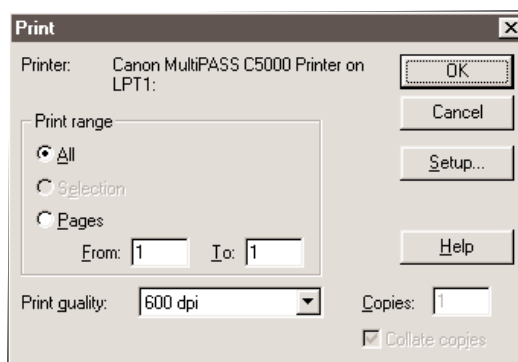 Print
Printer: Canon MultiPASS C5000 Printer on
LPT1:
OK
Cancel
Setup...
Help
Print range
All
Selection
Pages
From: 1 To: 1
Print quality: 600 dpi
Copies: 1
Collate copies